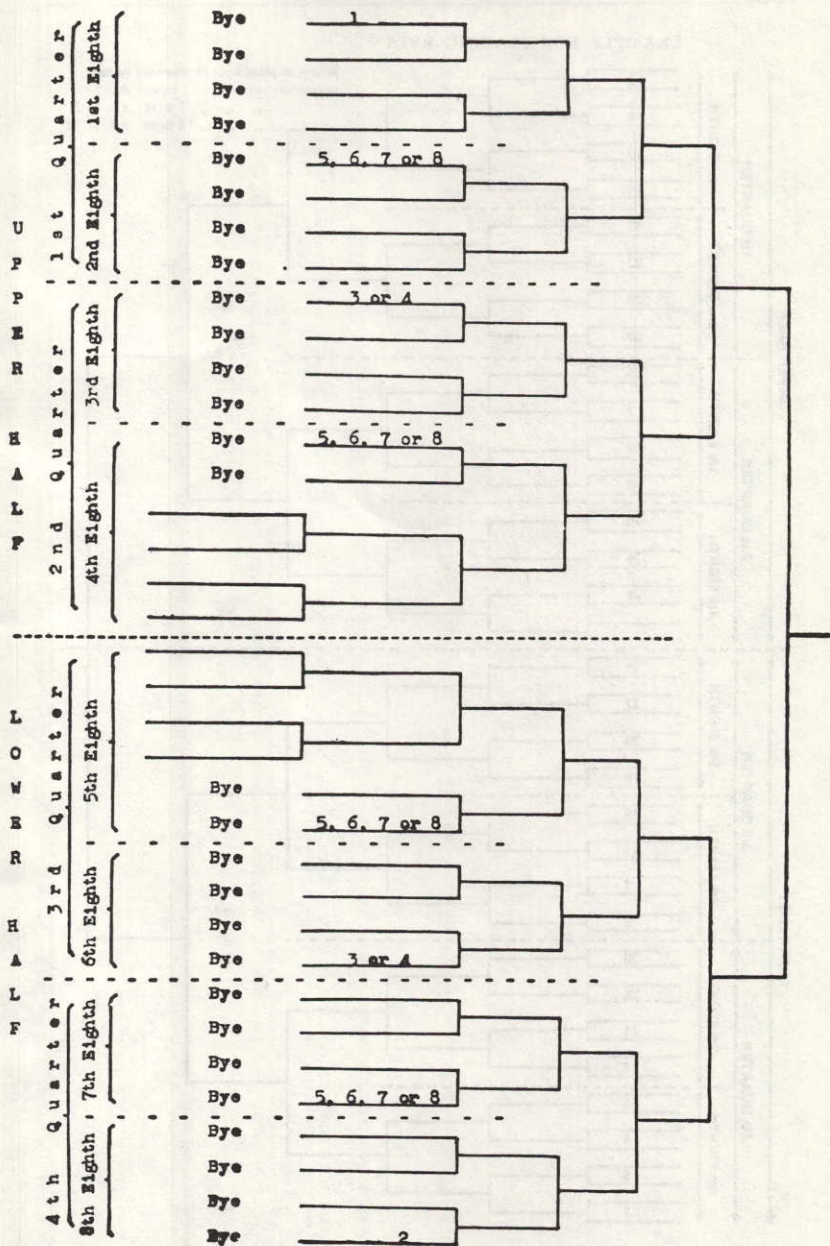 UPPER HALF
1st Quarter
1st Eighth
Bye 1
Bye
Bye
Bye
2nd Eighth
Bye 5, 6, 7 or 8
Bye
Bye
Bye
2nd Quarter
3rd Eighth
Bye 3 or 4
Bye
Bye
Bye
4th Eighth
Bye 5, 6, 7 or 8
Bye
LOWER HALF
3rd Quarter
5th Eighth
Bye
Bye 5, 6, 7 or 8
6th Eighth
Bye
Bye
Bye
Bye 3 or 4
4th Quarter
7th Eighth
Bye
Bye
Bye
Bye 5, 6, 7 or 8
8th Eighth
Bye
Bye
Bye
Bye 2